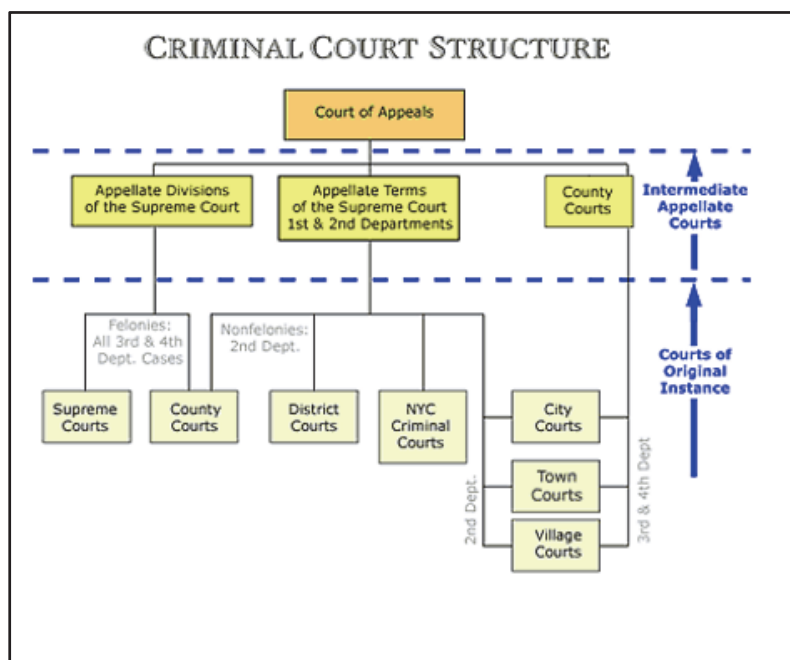 CRIMINAL COURT STRUCTURE
Court of Appeals
Appellate Divisions
of the Supreme Court
Appellate Terms
of the Supreme Court
1st & 2nd Departments
County
Courts
Intermediate
Appellate
Courts
Felonies:
All 3rd & 4th
Dept. Cases
Nonfelonies:
2nd Dept.
Courts of
Original
Instance
Supreme
Courts
County
Courts
District
Courts
NYC
Criminal
Courts
City
Courts
Town
Courts
Village
Courts
2nd Dept.
3rd & 4th Dept